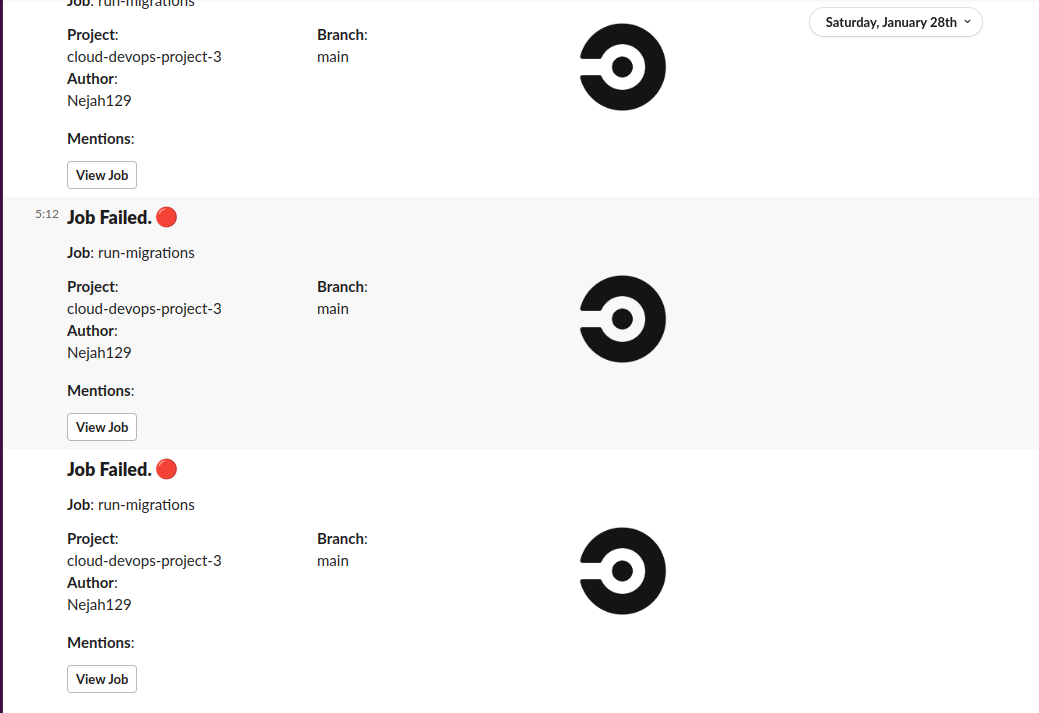 Job: run-migrations
Saturday, January 28th
Project: Branch:
cloud-devops-project-3 main
Author:
Nejah129
Mentions:
View Job
5:12 Job Failed. 🔴
Job: run-migrations
Project: Branch:
cloud-devops-project-3 main
Author:
Nejah129
Mentions:
View Job
Job Failed. 🔴
Job: run-migrations
Project: Branch:
cloud-devops-project-3 main
Author:
Nejah129
Mentions:
View Job